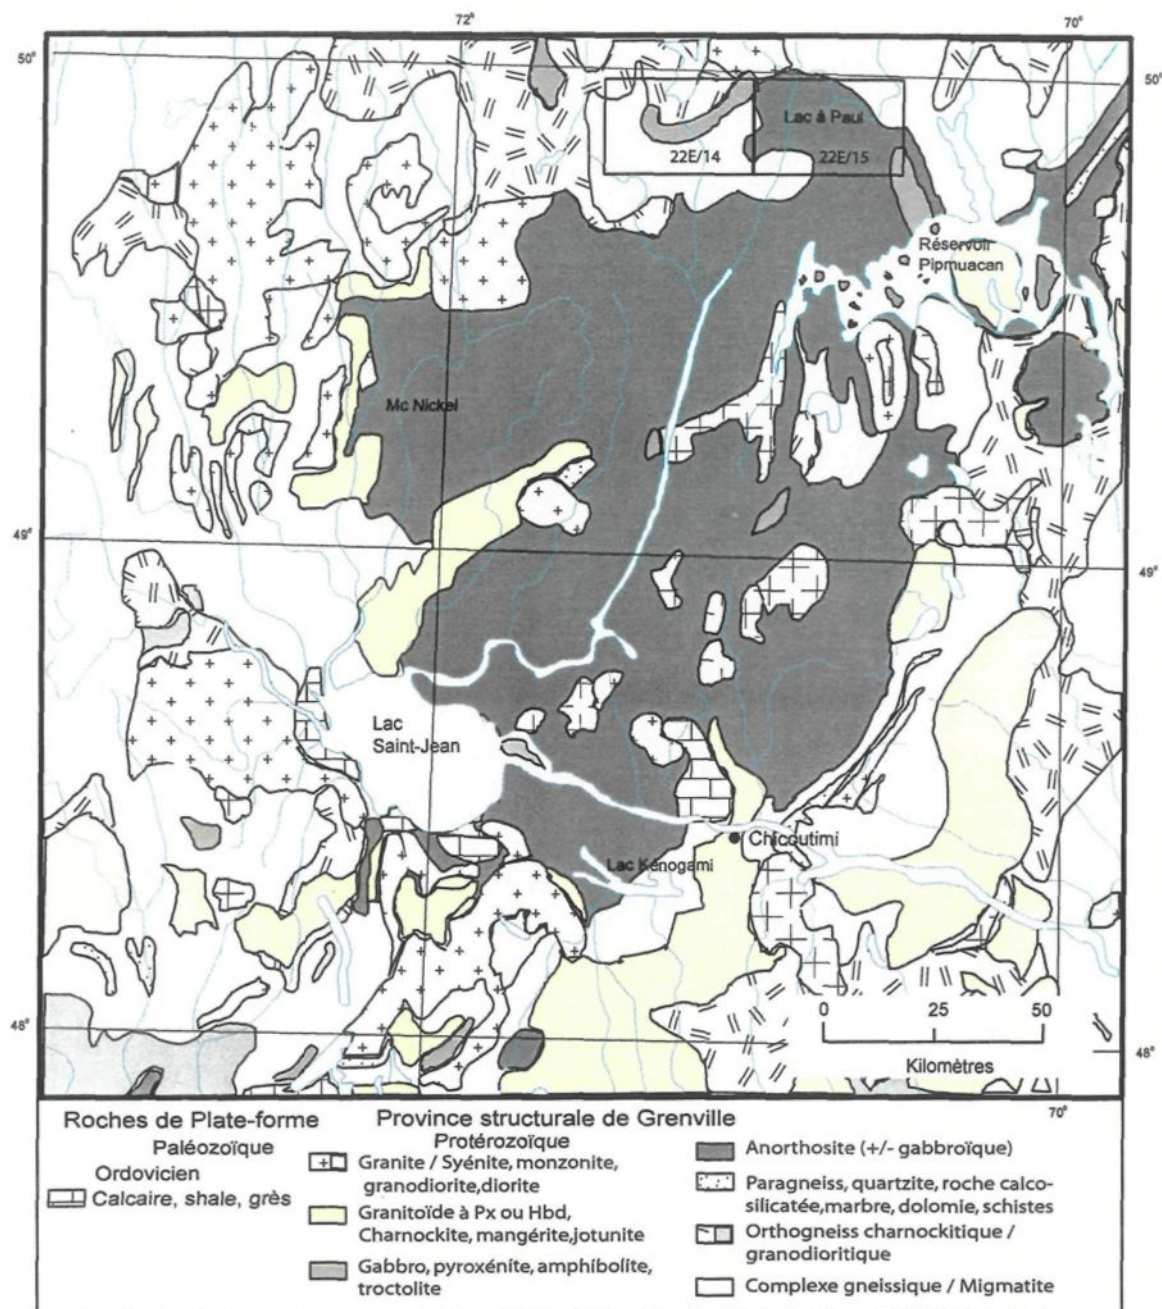 72°
70°
50°
50°
Lac à Paul
22E/14
22E/15
Réservoir
Pipmuacan
Mc Nickel
49°
49°
Lac
Saint-Jean
Chicoutimi
Lac Kénogami
48°
0 25 50
48°
Kilomètres
70°
Roches de Plate-forme
Paléozoïque
Ordovicien
Calcaire, shale, grès
Province structurale de Grenville
Protérozoïque
Granite / Syénite, monzonite,
granodiorite,diorite
Granitoïde à Px ou Hbd,
Charnockite, mangérite,jotunite
Gabbro, pyroxénite, amphibolite,
troctolite
Anorthosite (+/- gabbroïque)
Paragneiss, quartzite, roche calco-
silicatée,marbre, dolomie, schistes
Orthogneiss charnockitique /
granodioritique
Complexe gneissique / Migmatite